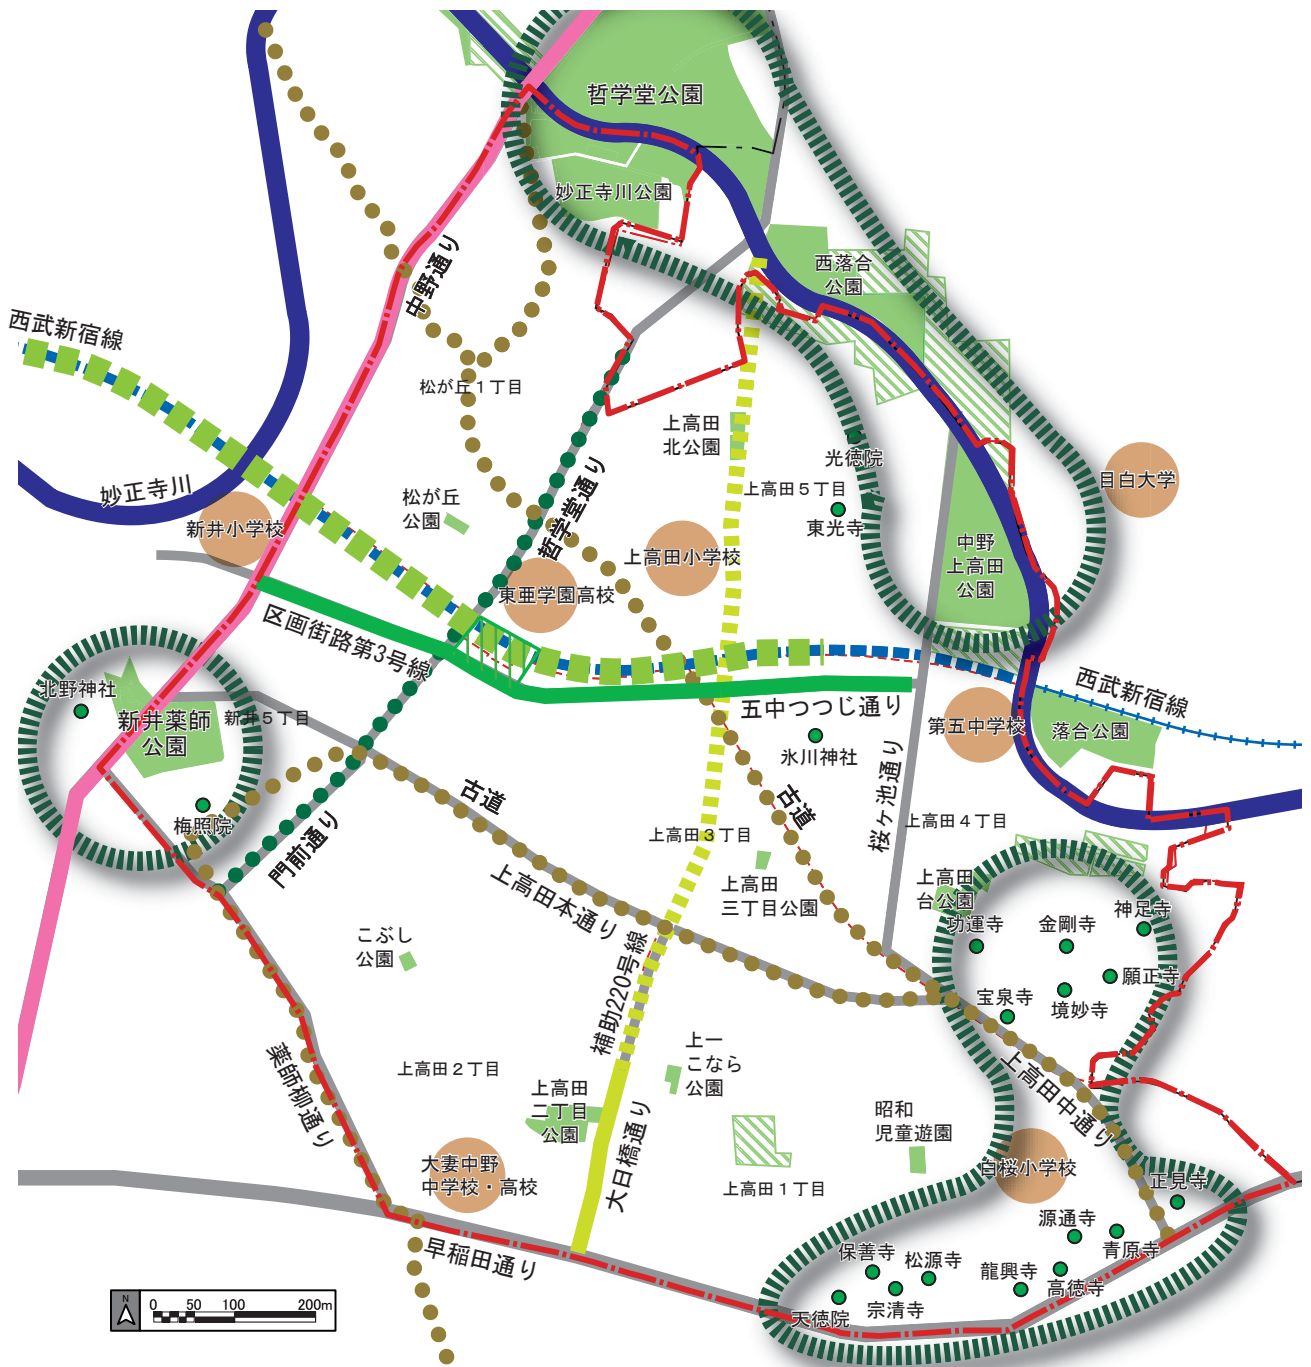 哲学堂公園
妙正寺川公園
西落合
公園
中野通り
西武新宿線
松が丘１丁目
上高田
北公園
光徳院
上高田５丁目
東光寺
目白大学
妙正寺川
新井小学校
松が丘
公園
哲学堂通り
上高田小学校
中野
上高田
公園
東亜学園高校
区画街路第3号線
北野神社
新井薬師
公園
新井５丁目
五中つつじ通り
西武新宿線
第五中学校
落合公園
氷川神社
桜ヶ池通り
梅照院
門前通り
古道
古道
上高田３丁目
上高田４丁目
上高田本通り
上高田
三丁目公園
上高田
台公園
功運寺
金剛寺
神足寺
こぶし
公園
補助220号線
宝泉寺
境妙寺
願正寺
薬師柳通り
上高田２丁目
上一
こなら
公園
上高田中通り
上高田
二丁目
公園
大日橋通り
昭和
児童遊園
大妻中野
中学校・高校
上高田１丁目
白桜小学校
正見寺
早稲田通り
源通寺
青原寺
保善寺
松源寺
龍興寺
高徳寺
天徳院
宗清寺
N
0 50 100 200m